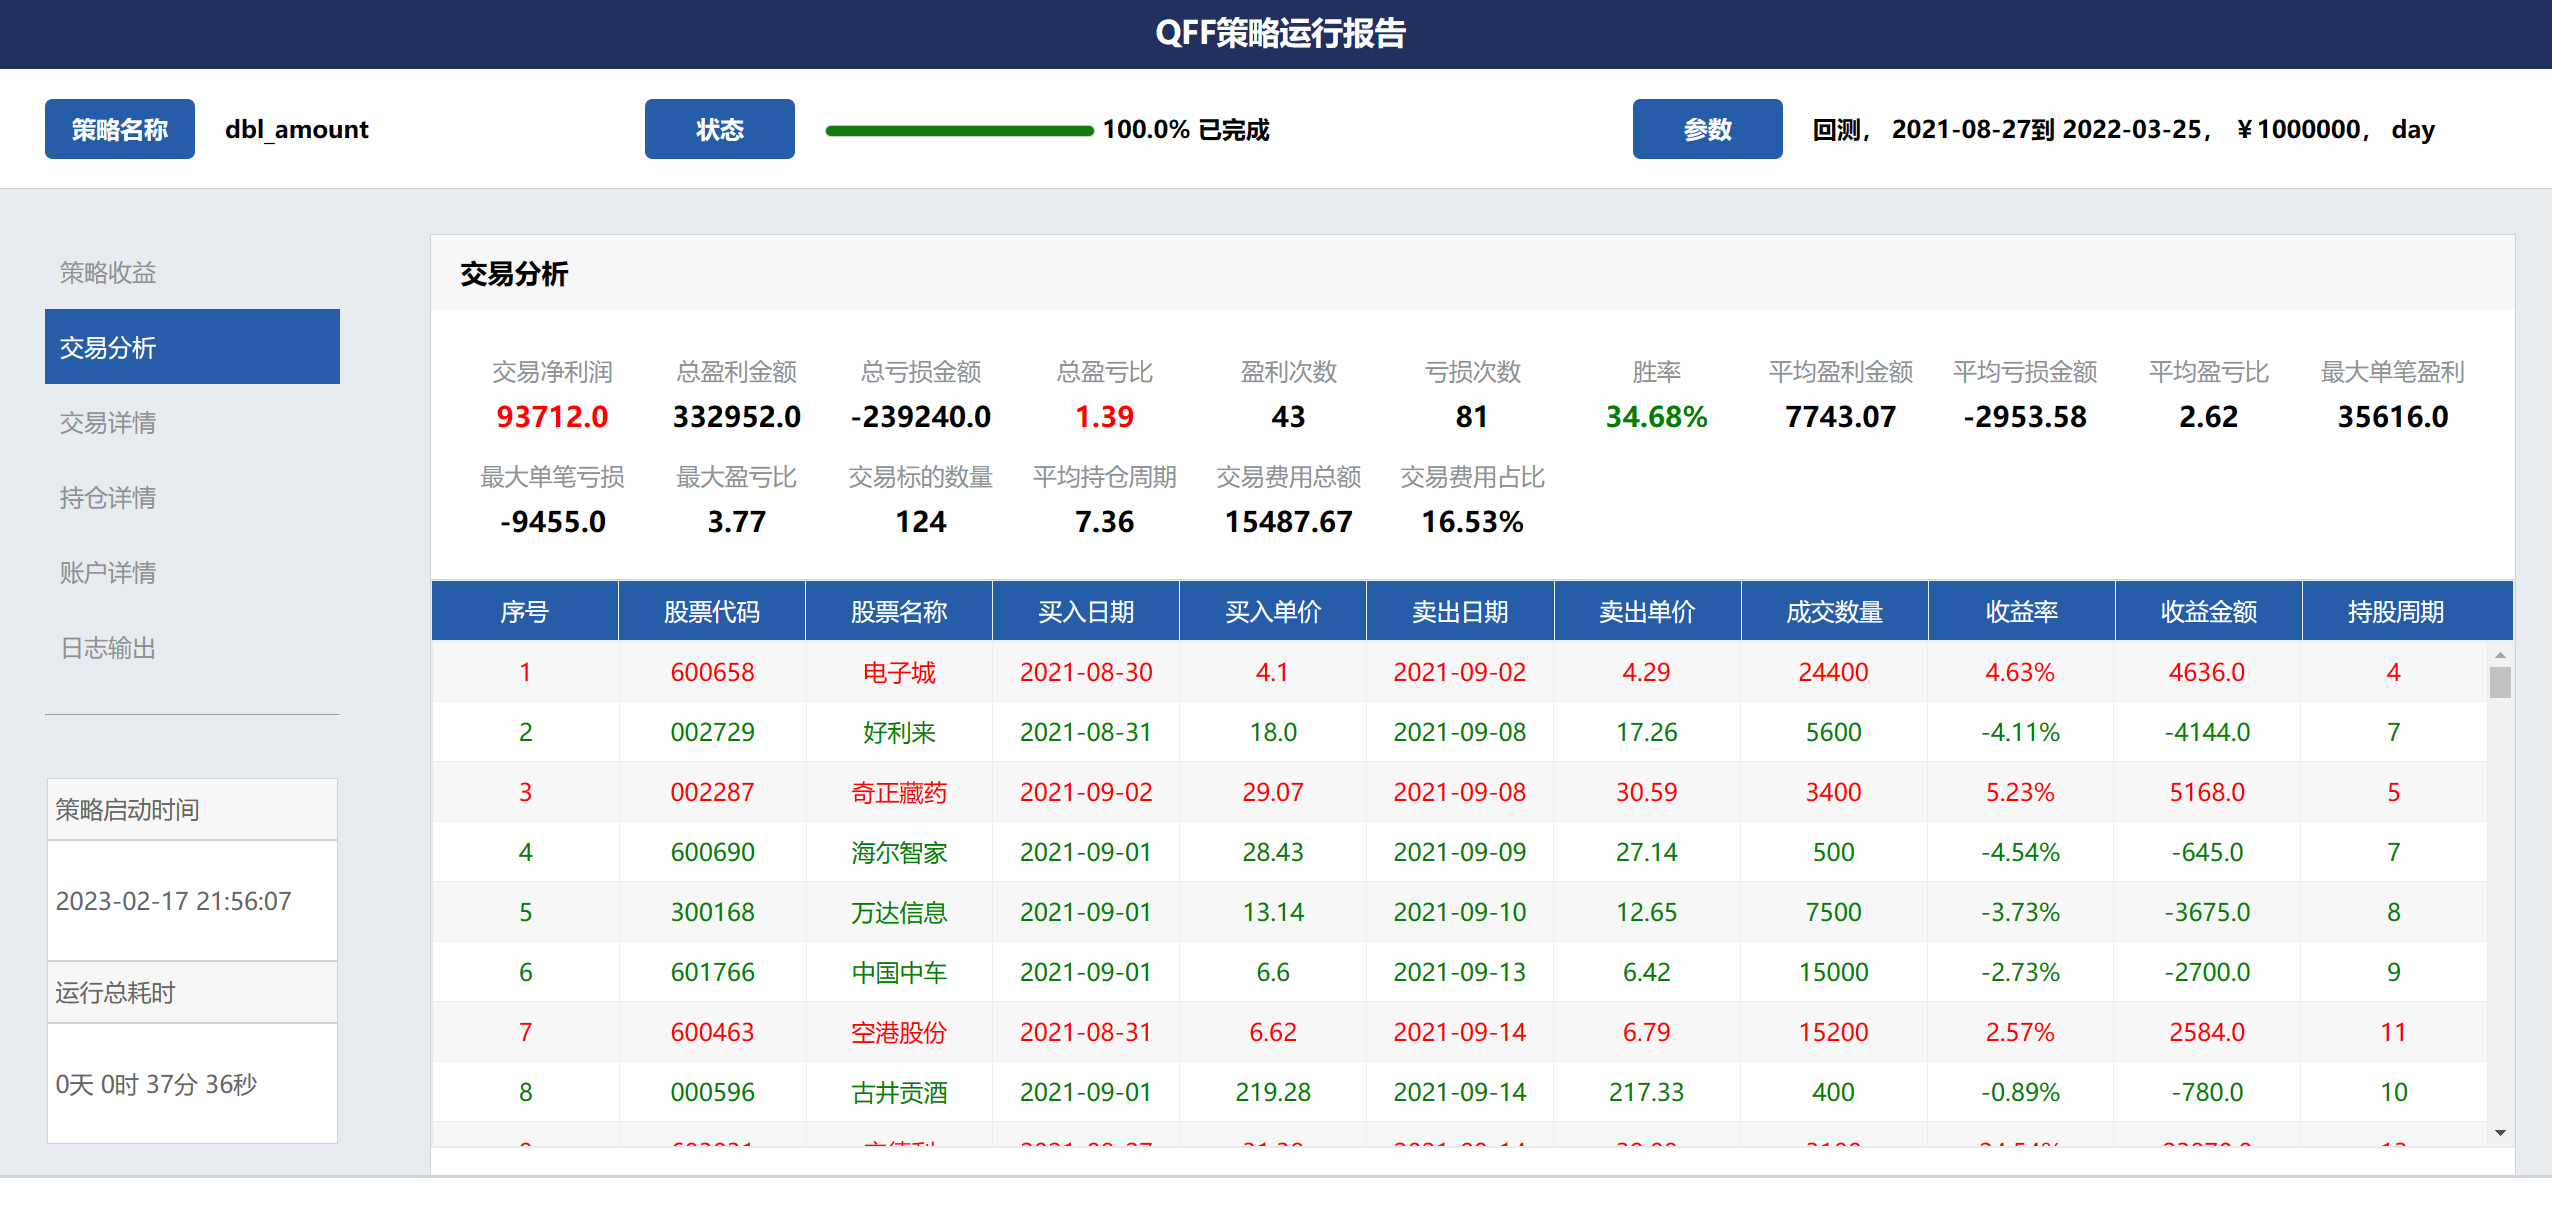 QFF策略运行报告
策略名称 dbl_amount 状态 100.0% 已完成 参数 回测， 2021-08-27到 2022-03-25， ￥1000000， day
策略收益
交易分析
交易详情
持仓详情
账户详情
日志输出
策略启动时间
2023-02-17 21:56:07
运行总耗时
0天 0时 37分 36秒
交易分析
交易净利润 总盈利金额 总亏损金额 总盈亏比 盈利次数 亏损次数 胜率 平均盈利金额 平均亏损金额 平均盈亏比 最大单笔盈利
93712.0 332952.0 -239240.0 1.39 43 81 34.68% 7743.07 -2953.58 2.62 35616.0
最大单笔亏损 最大盈亏比 交易标的数量 平均持仓周期 交易费用总额 交易费用占比
-9455.0 3.77 124 7.36 15487.67 16.53%
序号 股票代码 股票名称 买入日期 买入单价 卖出日期 卖出单价 成交数量 收益率 收益金额 持股周期
1 600658 电子城 2021-08-30 4.1 2021-09-02 4.29 24400 4.63% 4636.0 4
2 002729 好利来 2021-08-31 18.0 2021-09-08 17.26 5600 -4.11% -4144.0 7
3 002287 奇正藏药 2021-09-02 29.07 2021-09-08 30.59 3400 5.23% 5168.0 5
4 600690 海尔智家 2021-09-01 28.43 2021-09-09 27.14 500 -4.54% -645.0 7
5 300168 万达信息 2021-09-01 13.14 2021-09-10 12.65 7500 -3.73% -3675.0 8
6 601766 中国中车 2021-09-01 6.6 2021-09-13 6.42 15000 -2.73% -2700.0 9
7 600463 空港股份 2021-08-31 6.62 2021-09-14 6.79 15200 2.57% 2584.0 11
8 000596 古井贡酒 2021-09-01 219.28 2021-09-14 217.33 400 -0.89% -780.0 10